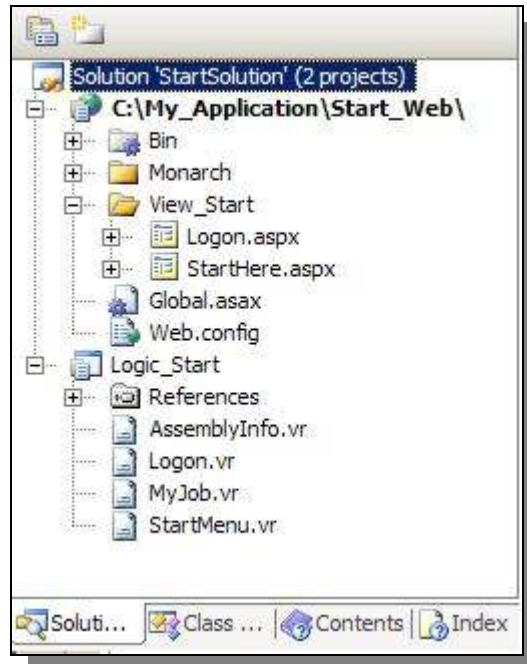 Solution 'StartSolution' (2 projects)
C:\My_Application\Start_Web\
Bin
Monarch
View_Start
Logon.aspx
StartHere.aspx
Global.asax
Web.config
Logic_Start
References
AssemblyInfo.vr
Logon.vr
MyJob.vr
StartMenu.vr
Soluti... Class ... Contents Index